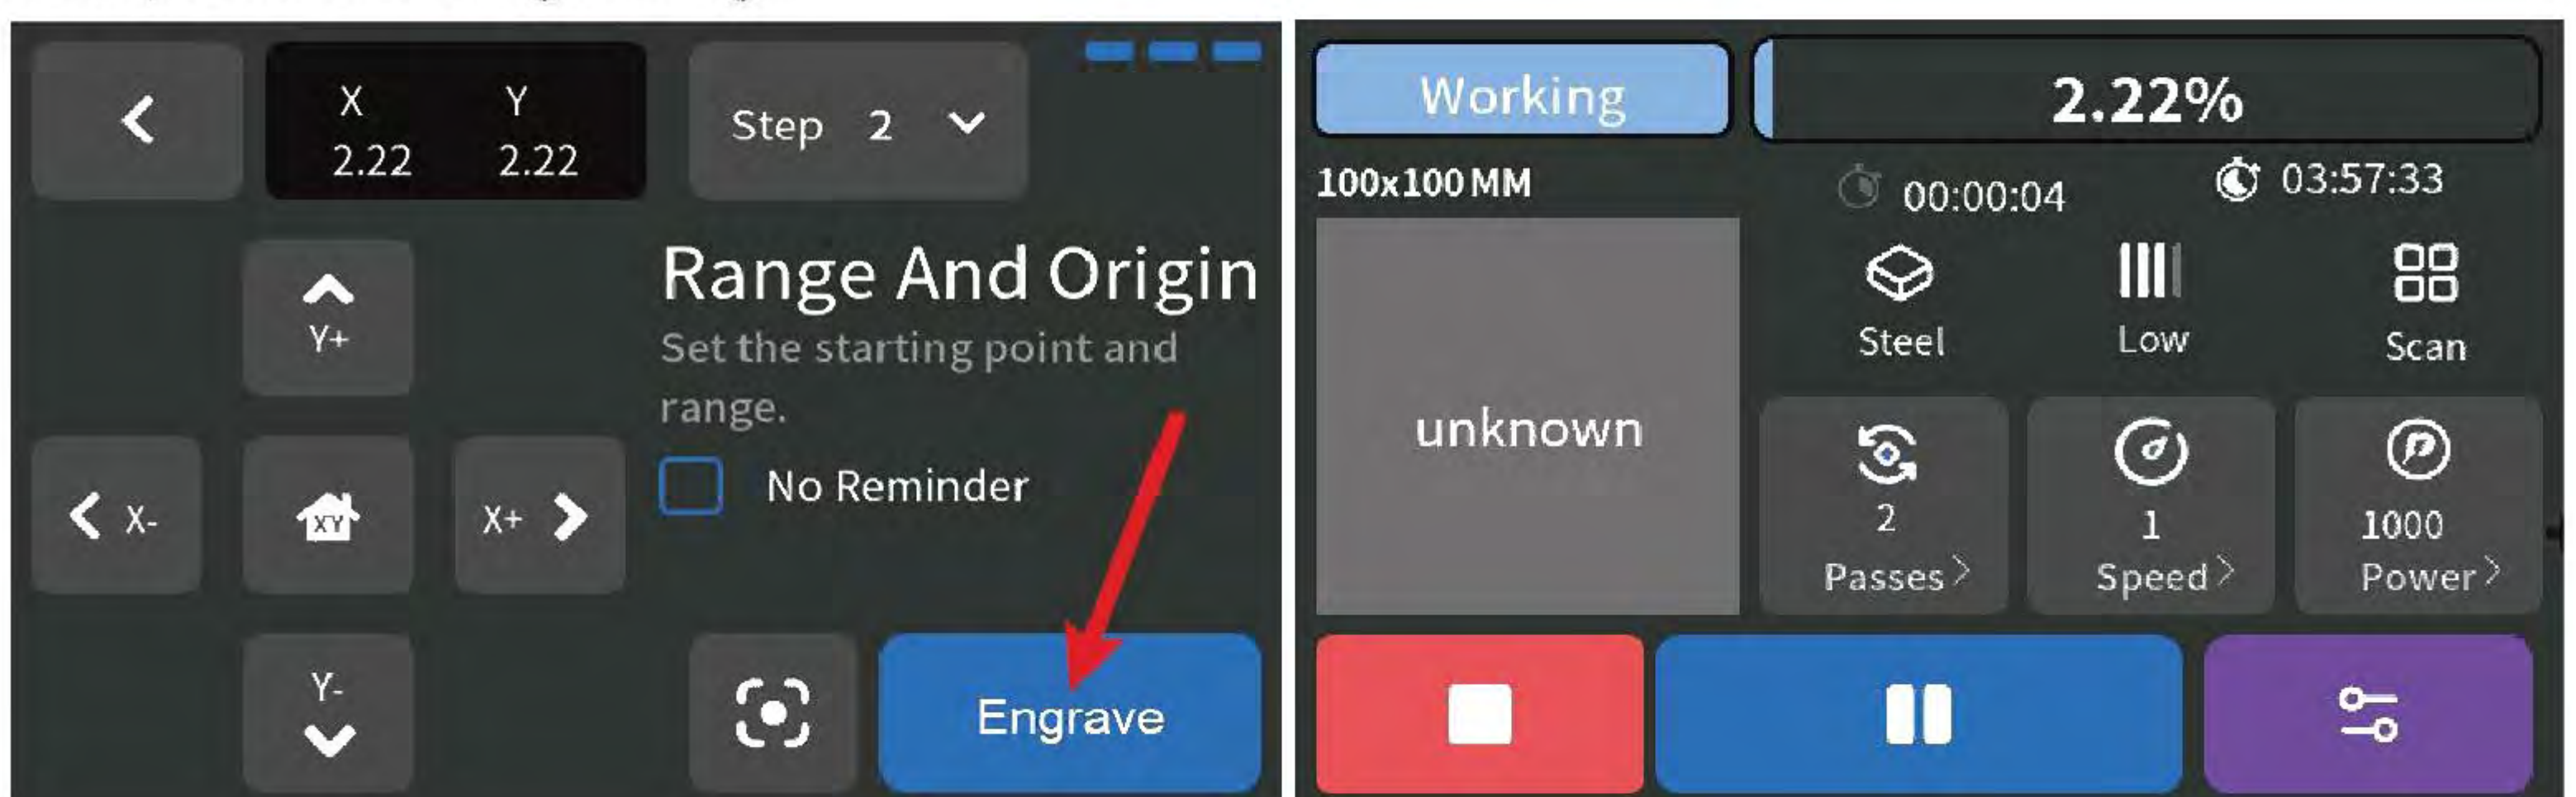 X Y
2.22 2.22
Step 2
Range And Origin
Set the starting point and
range.
No Reminder
Y+
X-
XY
X+
Y-
Engrave
Working
2.22%
100x100 MM
00:00:04
03:57:33
unknown
Steel
Low
Scan
2
Passes
1
Speed
P
1000
Power